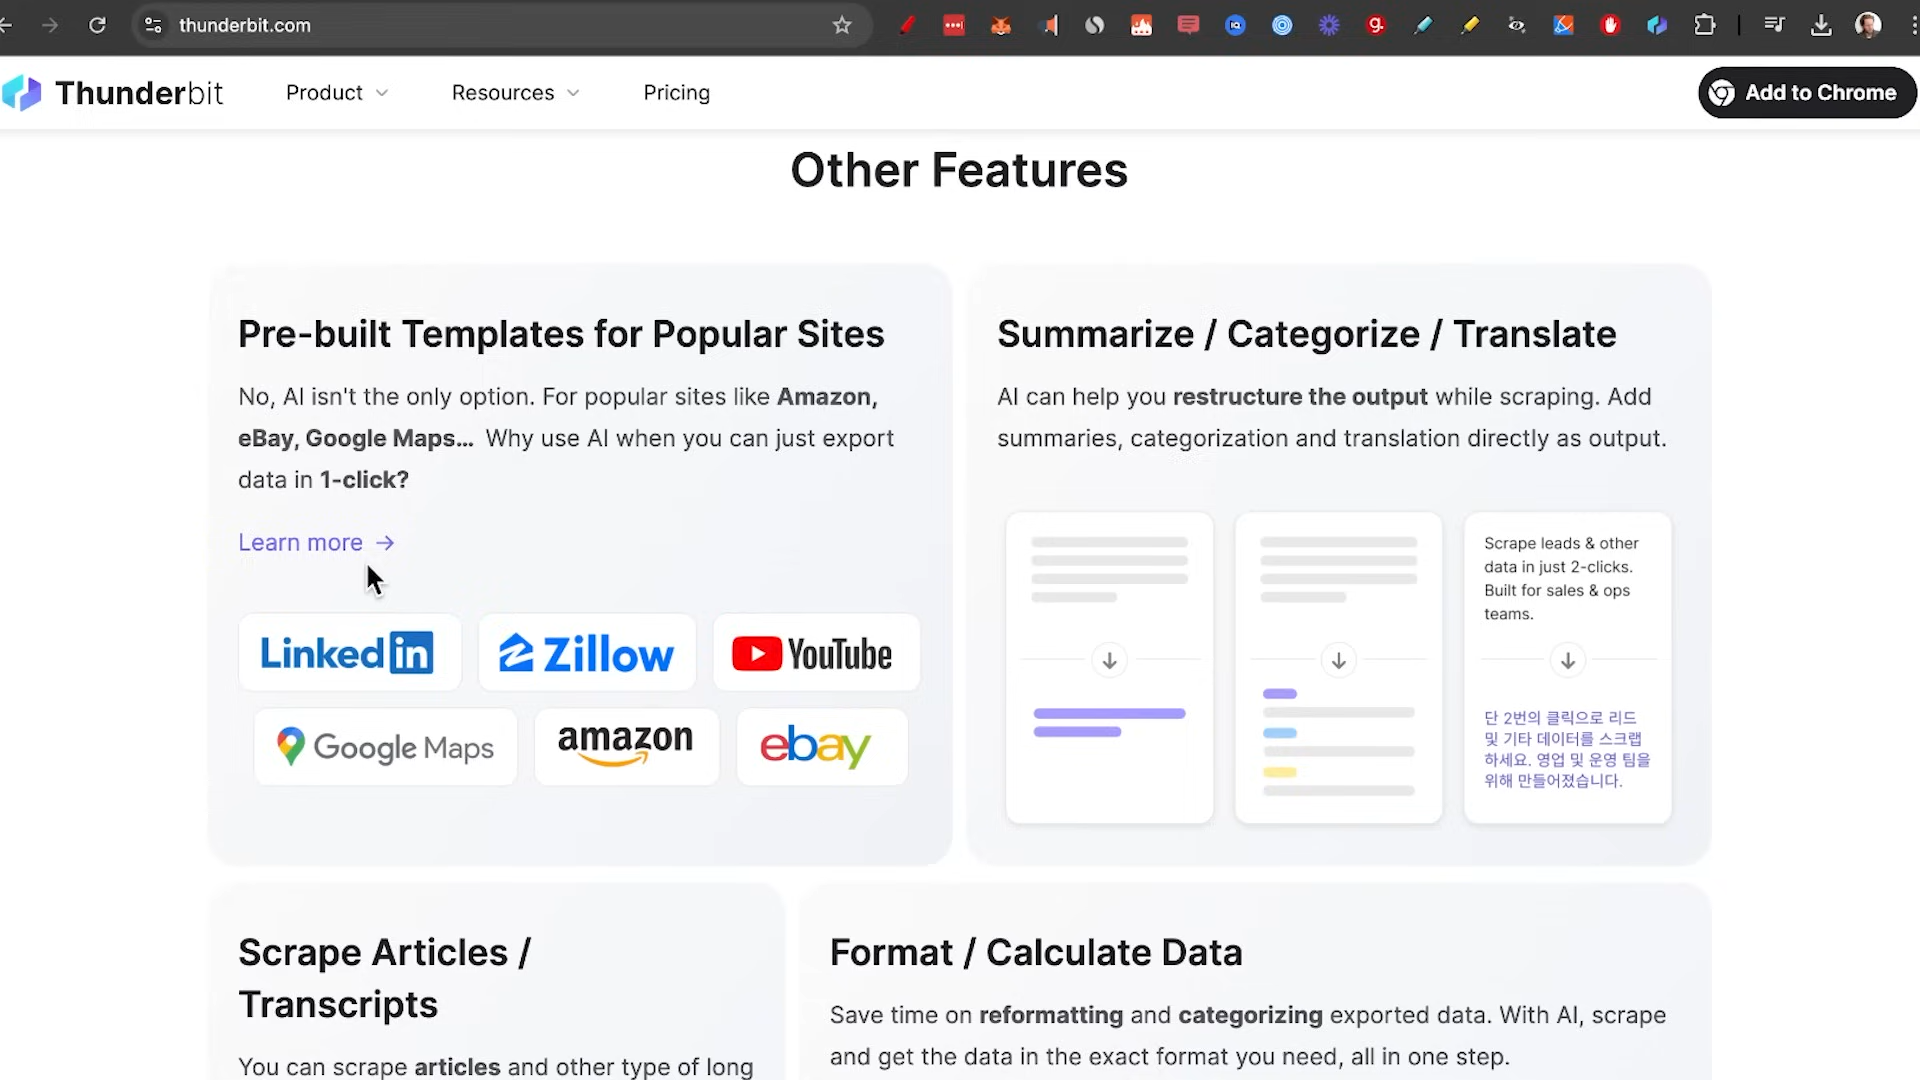 thunderbit.com
Thunderbit
Product
Resources
Pricing
Add to Chrome
Other Features
Pre-built Templates for Popular Sites
No, AI isn't the only option. For popular sites like Amazon,
eBay, Google Maps... Why use AI when you can just export
data in 1-click?
Learn more →
Linkedin
Zillow
YouTube
Google Maps
amazon
ebay
Summarize / Categorize / Translate
AI can help you restructure the output while scraping. Add
summaries, categorization and translation directly as output.
Scrape leads & other
data in just 2-clicks.
Built for sales & ops
teams.
단 2번의 클릭으로 리드
및 기타 데이터를 스크랩
하세요. 영업 및 운영 팀을
위해 만들어졌습니다.
Scrape Articles /
Transcripts
You can scrape articles and other type of long
Format / Calculate Data
Save time on reformatting and categorizing exported data. With AI, scrape
and get the data in the exact format you need, all in one step.